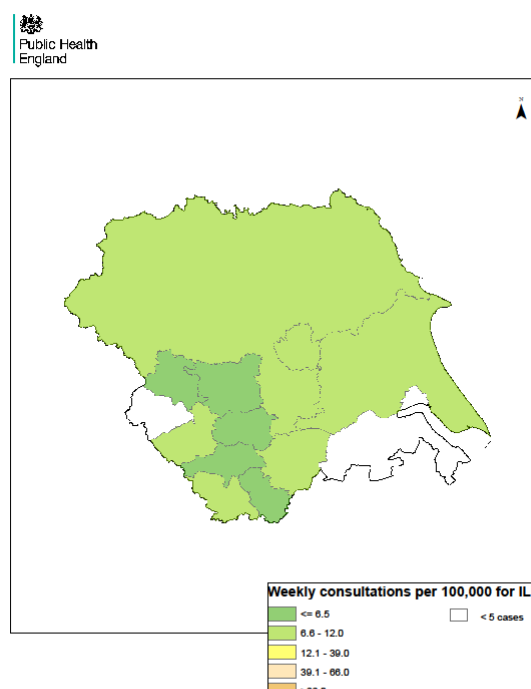 Public Health
England
N
Weekly consultations per 100,000 for IL
<= 6.5
< 5 cases
6.6 - 12.0
12.1 - 39.0
39.1 - 66.0